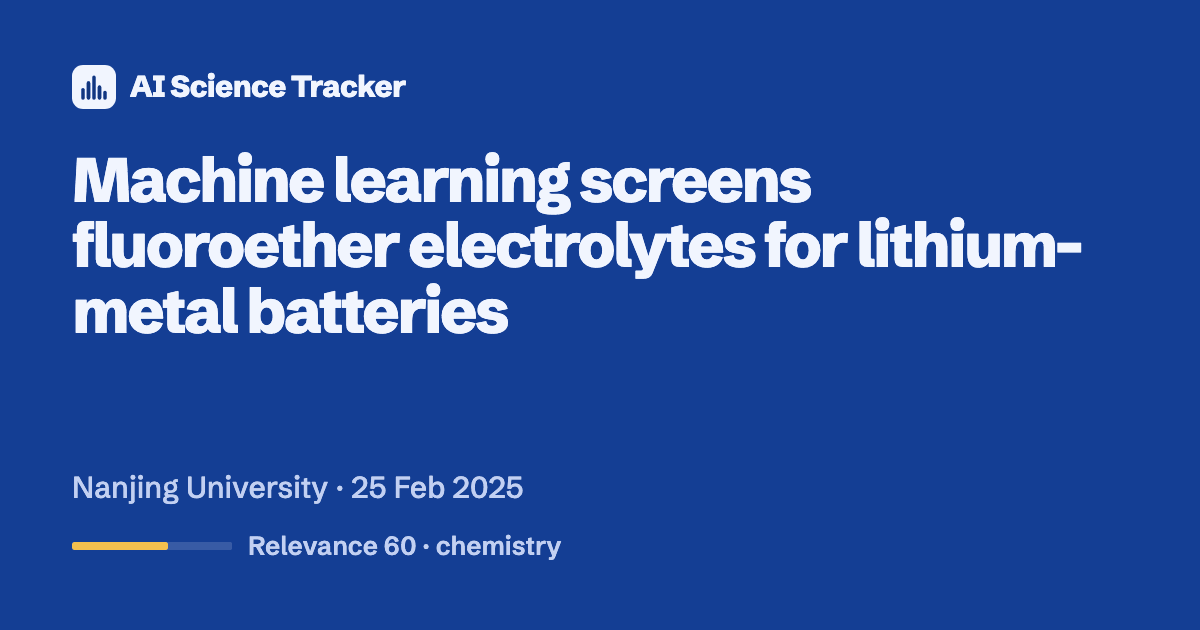 AI Science Tracker
Machine learning screens
fluoroether electrolytes for lithium-
metal batteries
Nanjing University · 25 Feb 2025
Relevance 60 · chemistry